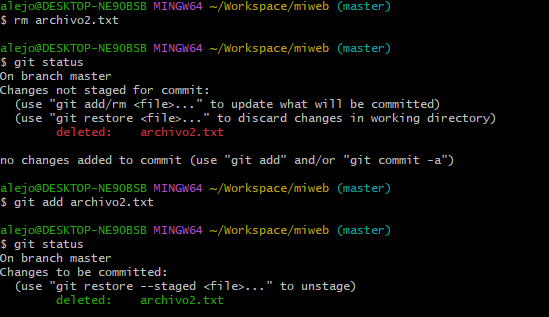 alejo@DESKTOP-NE9OBSB MINGW64 ~/Workspace/miweb (master)
$ rm archivo2.txt
alejo@DESKTOP-NE9OBSB MINGW64 ~/Workspace/miweb (master)
$ git status
On branch master
Changes not staged for commit:
  (use "git add/rm <file>..." to update what will be committed)
  (use "git restore <file>..." to discard changes in working directory)
        deleted:    archivo2.txt
no changes added to commit (use "git add" and/or "git commit -a")
alejo@DESKTOP-NE9OBSB MINGW64 ~/Workspace/miweb (master)
$ git add archivo2.txt
alejo@DESKTOP-NE9OBSB MINGW64 ~/Workspace/miweb (master)
$ git status
On branch master
Changes to be committed:
  (use "git restore --staged <file>..." to unstage)
        deleted:    archivo2.txt